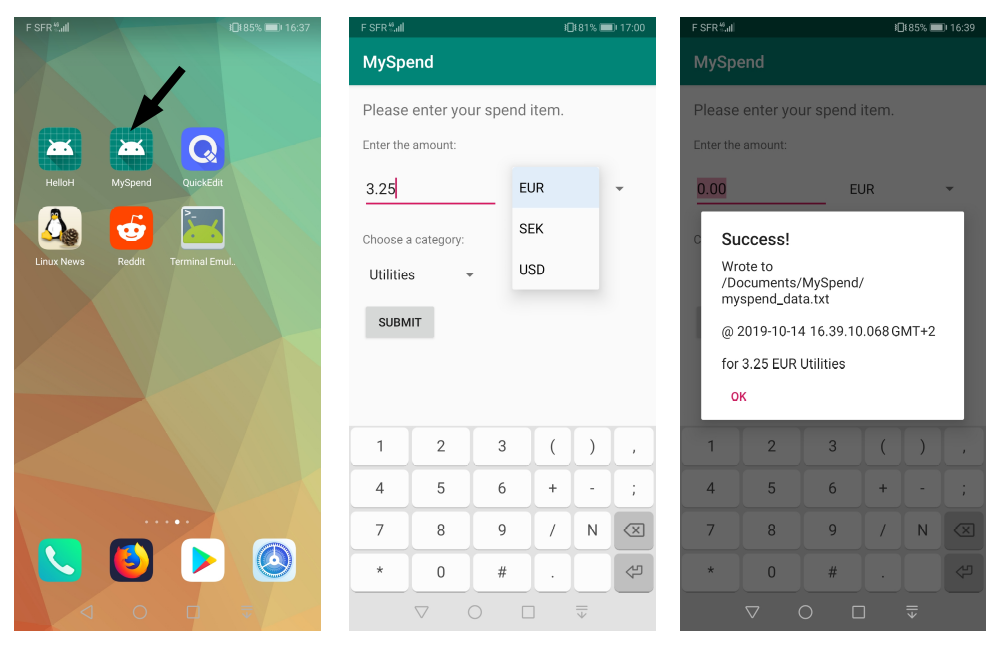 F SFR 85% 16:37
HelloH
MySpend
QuickEdit
>_
Linux News
Reddit
Terminal Emul..
F SFR 81% 17:00
MySpend
Please enter your spend item.
Enter the amount:
3.25
EUR
SEK
USD
Choose a category:
Utilities
SUBMIT
1 2 3 ( ) ,
4 5 6 + - ;
7 8 9 / N
* 0 # .
F SFR 85% 16:39
MySpend
Please enter your spend item.
Enter the amount:
0.00 EUR
C
Success!
Wrote to
/Documents/MySpend/
myspend_data.txt
@ 2019-10-14 16.39.10.068 GMT+2
for 3.25 EUR Utilities
OK
1 2 3 ( ) ,
4 5 6 + - ;
7 8 9 / N
* 0 # .